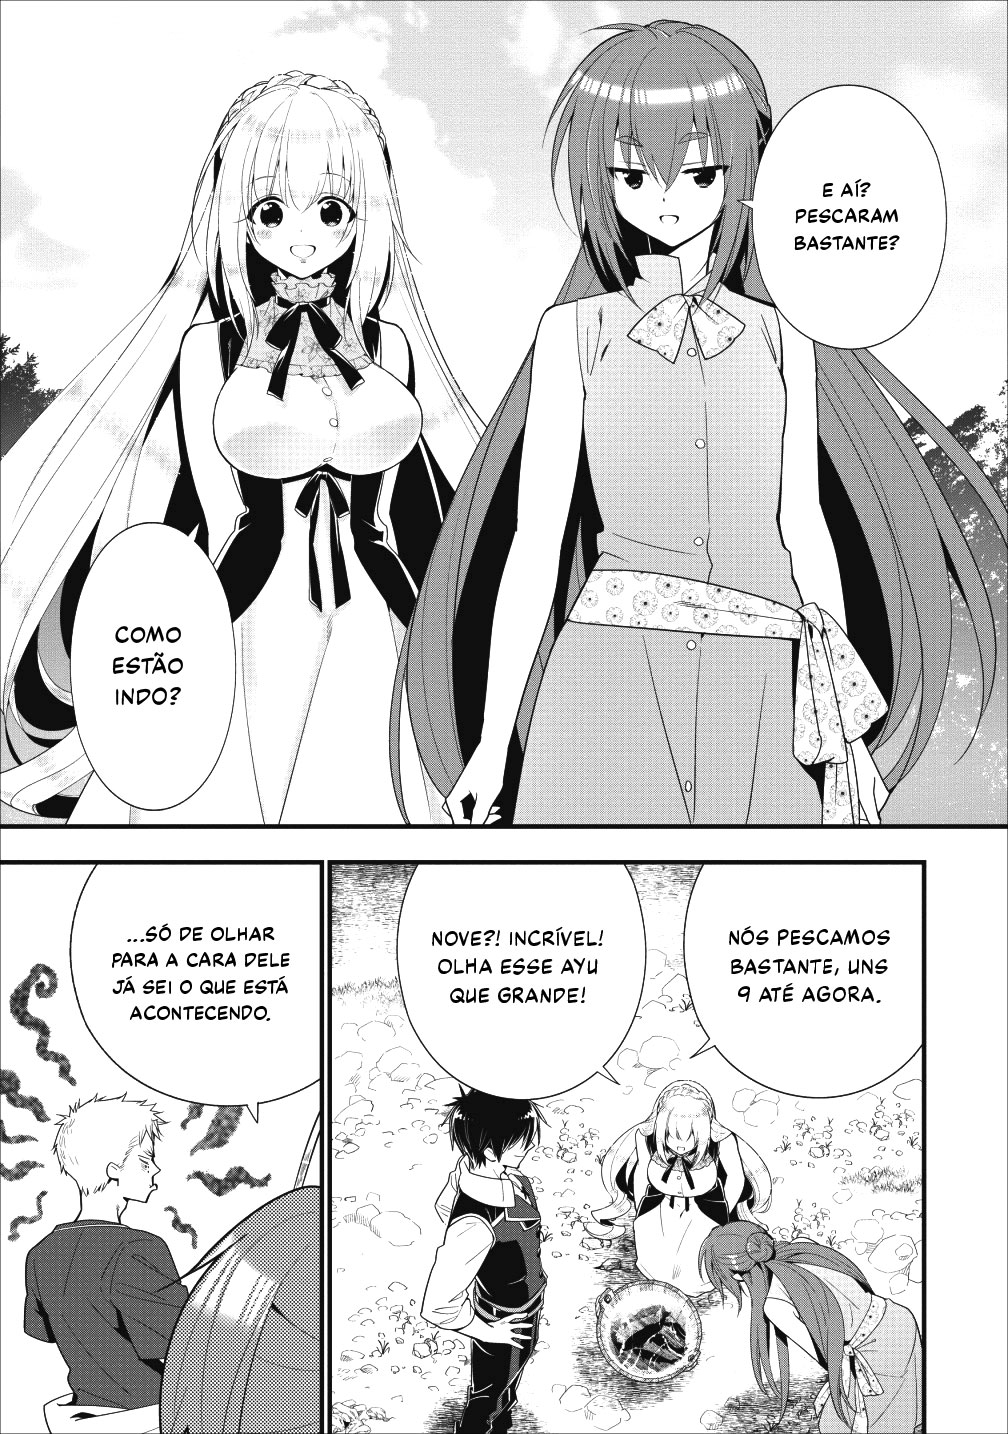 E AÍ?
PESCARAM
BASTANTE?
COMO
ESTÃO
INDO?
NÓS PESCAMOS
BASTANTE, UNS
9 ATÉ AGORA.
NOVE?! INCRÍVEL!
OLHA ESSE AYU
QUE GRANDE!
...SÓ DE OLHAR
PARA A CARA DELE
JÁ SEI O QUE ESTÁ
ACONTECENDO.